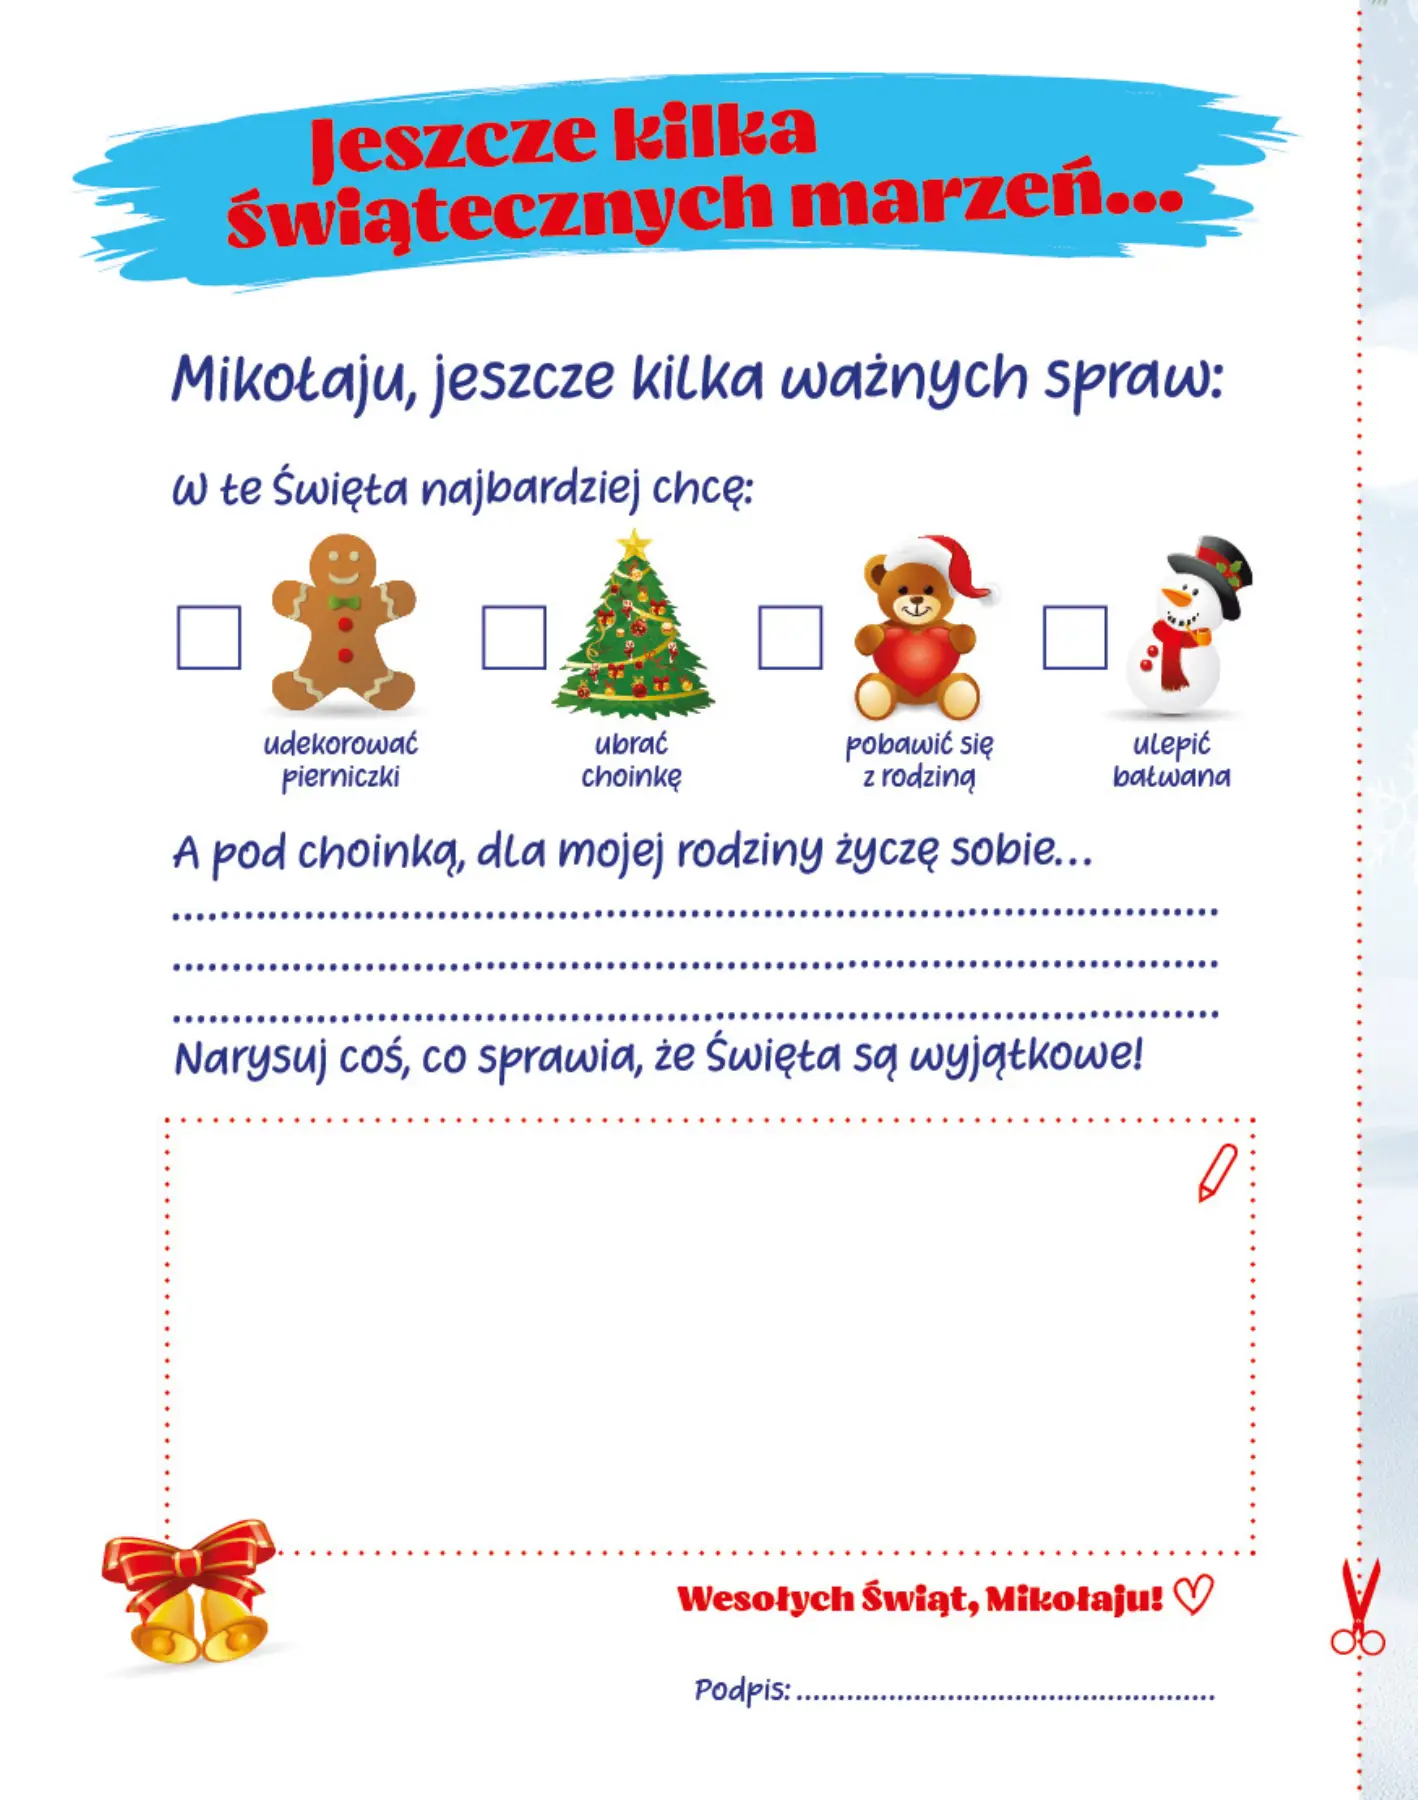 Jeszcze kilka
świątecznych marzeń...
Mikołaju, jeszcze kilka ważnych spraw:
W te Święta najbardziej chcę:
udekorować
pierniczki
ubrać
choinkę
pobawić się
z rodziną
ulepić
bałwana
A pod choinką, dla mojej rodziny życzę sobie...
Narysuj coś, co sprawia, że Święta są wyjątkowe!
Wesołych Świąt, Mikołaju!
Podpis: